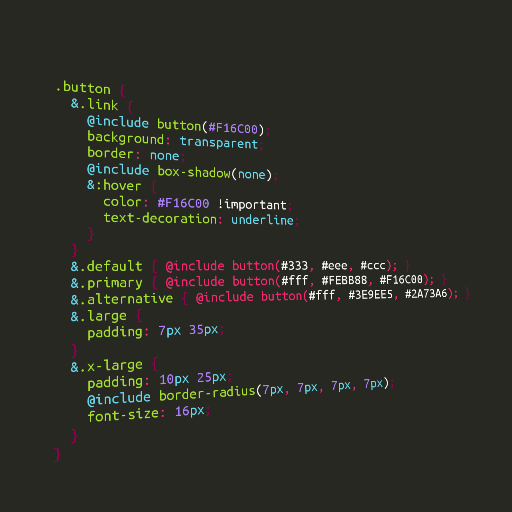 .button {
&.link {
@include button(#F16C00);
background: transparent;
border: none;
@include box-shadow(none);
&:hover {
color: #F16C00 !important;
text-decoration: underline;
}
}
&.default { @include button(#333, #eee, #ccc); }
&.primary { @include button(#fff, #FEBB88, #F16C00); }
&.alternative { @include button(#fff, #3E9EE5, #2A73A6); }
&.large {
padding: 7px 35px;
}
&.x-large {
padding: 10px 25px;
@include border-radius(7px, 7px, 7px, 7px);
font-size: 16px;
}
}